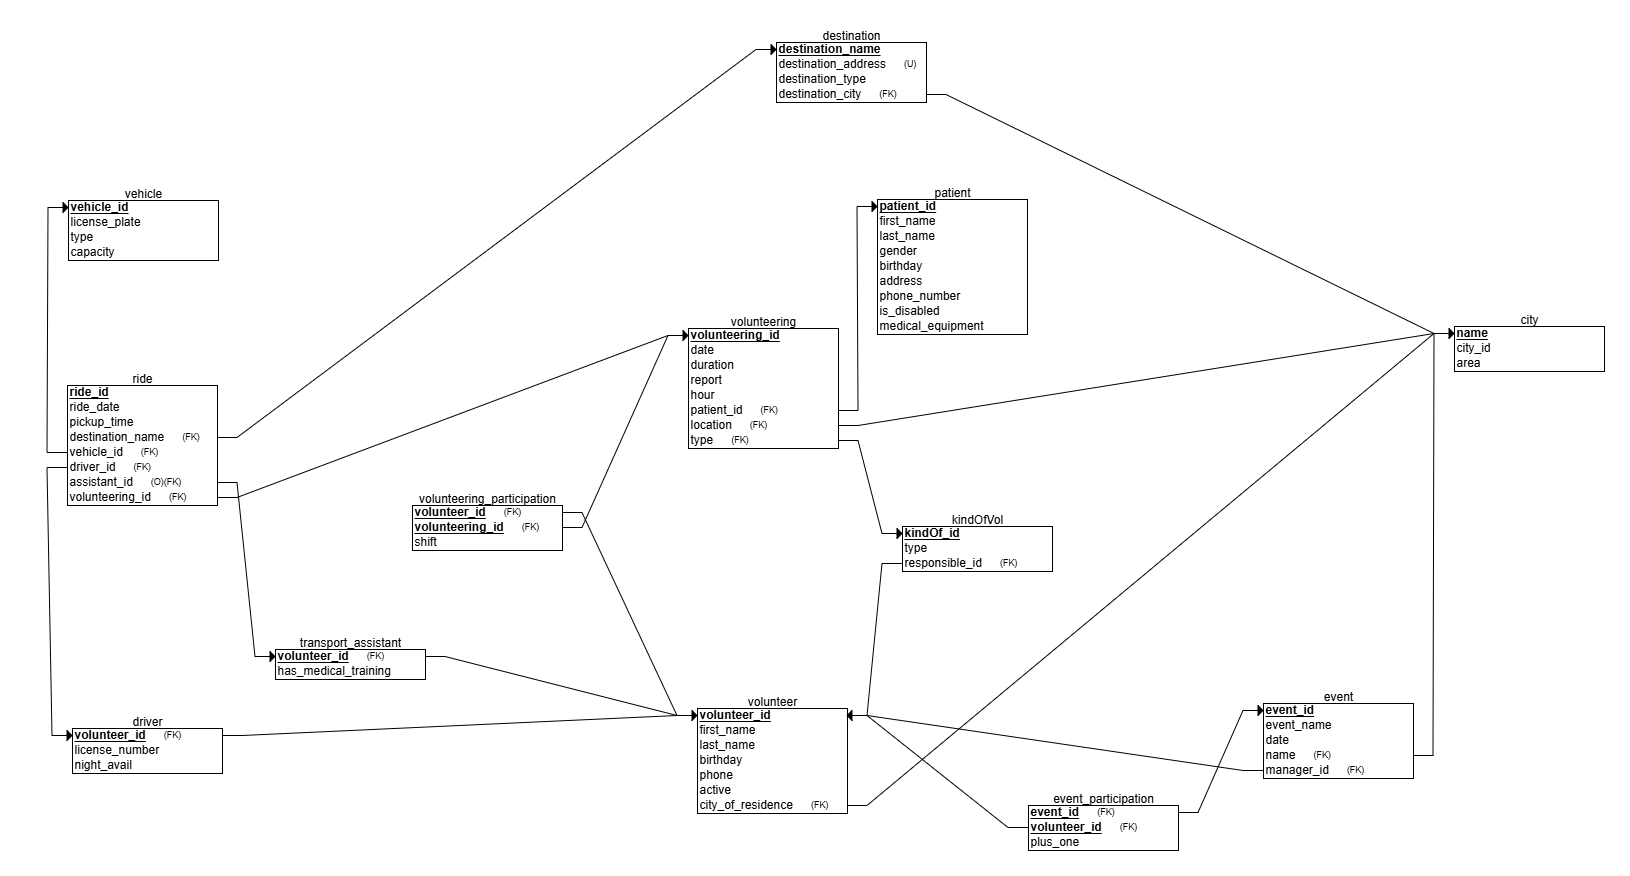 destination
destination_name
destination_address (U)
destination_type
destination_city (FK)
vehicle
vehicle_id
license_plate
type
capacity
patient
patient_id
first_name
last_name
gender
birthday
address
phone_number
is_disabled
medical_equipment
volunteering
volunteering_id
date
duration
report
hour
patient_id (FK)
location (FK)
type (FK)
city
name
city_id
area
ride
ride_id
ride_date
pickup_time
destination_name (FK)
vehicle_id (FK)
driver_id (FK)
assistant_id (O)(FK)
volunteering_id (FK)
volunteering_participation
volunteer_id (FK)
volunteering_id (FK)
shift
kindOfVol
kindOf_id
type
responsible_id (FK)
transport_assistant
volunteer_id (FK)
has_medical_training
driver
volunteer_id (FK)
license_number
night_avail
volunteer
volunteer_id
first_name
last_name
birthday
phone
active
city_of_residence (FK)
event
event_id
event_name
date
name (FK)
manager_id (FK)
event_participation
event_id (FK)
volunteer_id (FK)
plus_one